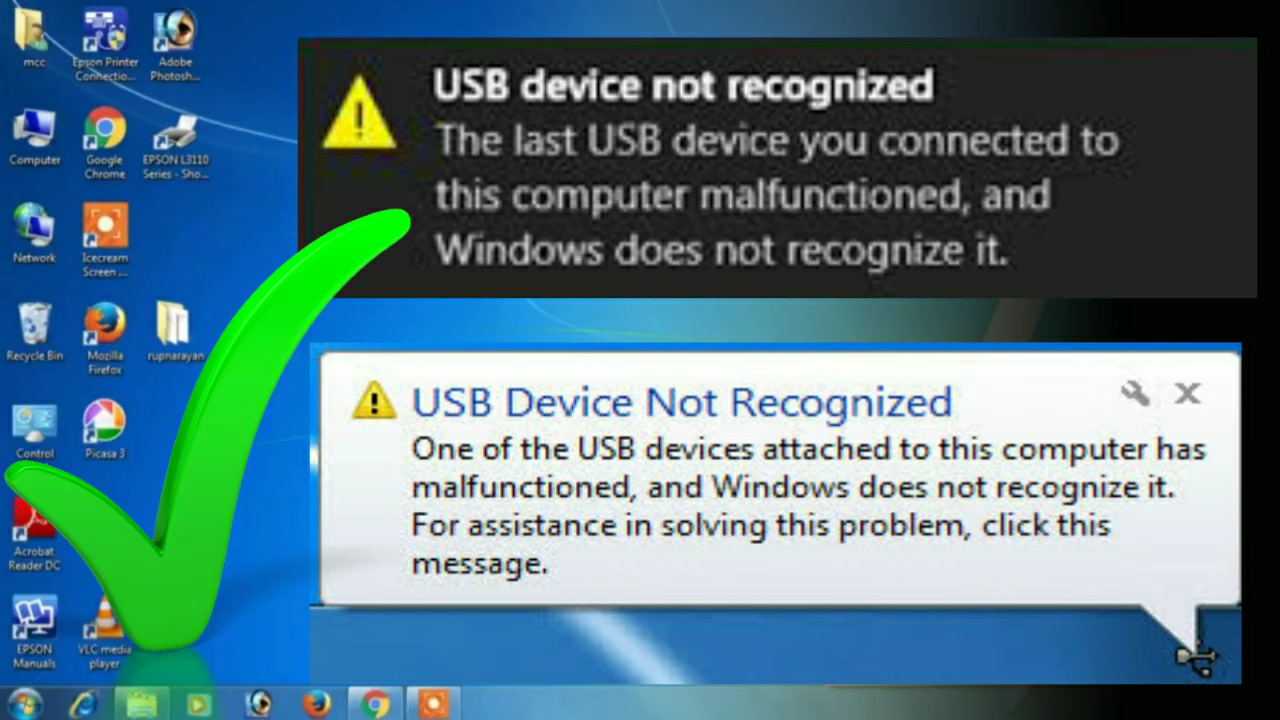 mcc
Epson Printer
Connectio...
Adobe
Photosh...
Computer
Google
Chrome
EPSON L3110
Series - Sho...
Network
Icecream
Screen ...
Recycle Bin
Mozilla
Firefox
rupnarayan
Control
Picasa 3
Acrobat
Reader DC
EPSON
Manuals
VLC media
player
USB device not recognized
The last USB device you connected to
this computer malfunctioned, and
Windows does not recognize it.
USB Device Not Recognized
One of the USB devices attached to this computer has
malfunctioned, and Windows does not recognize it.
For assistance in solving this problem, click this
message.